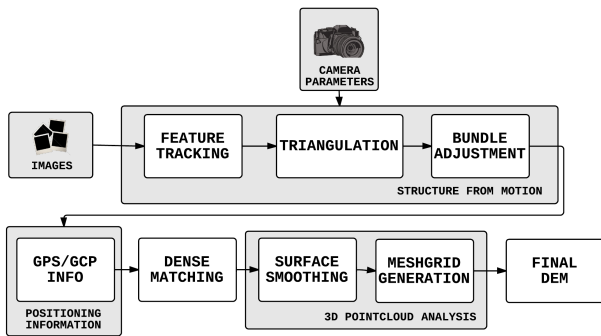 CAMERA
PARAMETERS
IMAGES
FEATURE
TRACKING
TRIANGULATION
BUNDLE
ADJUSTMENT
STRUCTURE FROM MOTION
GPS/GCP
INFO
POSITIONING
INFORMATION
DENSE
MATCHING
SURFACE
SMOOTHING
MESHGRID
GENERATION
3D POINTCLOUD ANALYSIS
FINAL
DEM